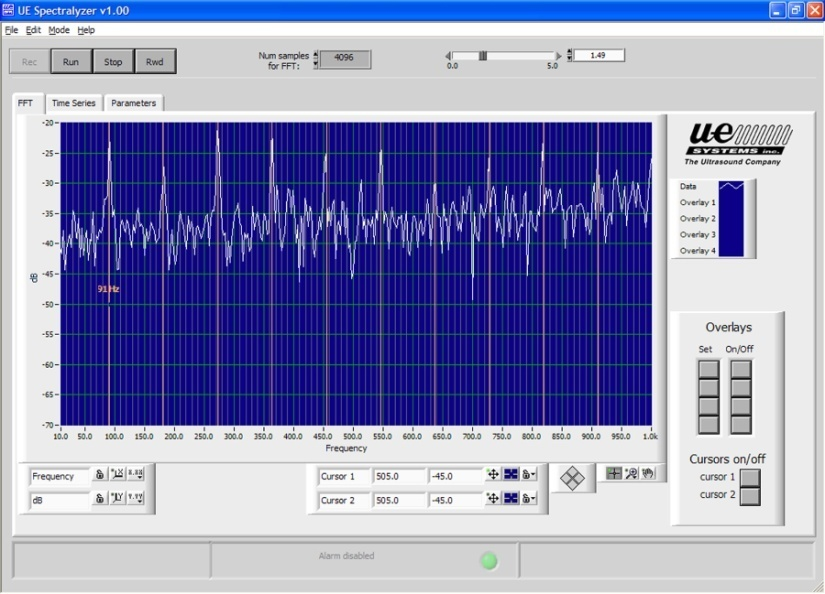 UE Spectralyzer v1.00
File Edit Mode Help
Rec Run Stop Rwd
Num samples for FFT: 4096
0.0 5.0 1.49
FFT Time Series Parameters
-20
-25
-30
-35
-40
-45
-50
-55
-60
-65
-70
dB
91 Hz
10.0 50.0 100.0 150.0 200.0 250.0 300.0 350.0 400.0 450.0 500.0 550.0 600.0 650.0 700.0 750.0 800.0 850.0 900.0 950.0 1.0k
Frequency
ue
SYSTEMS inc.
The Ultrasound Company
Data
Overlay 1
Overlay 2
Overlay 3
Overlay 4
Overlays
Set On/Off
Cursors on/off
cursor 1
cursor 2
Frequency
dB
Cursor 1 505.0 -45.0
Cursor 2 505.0 -45.0
Alarm disabled